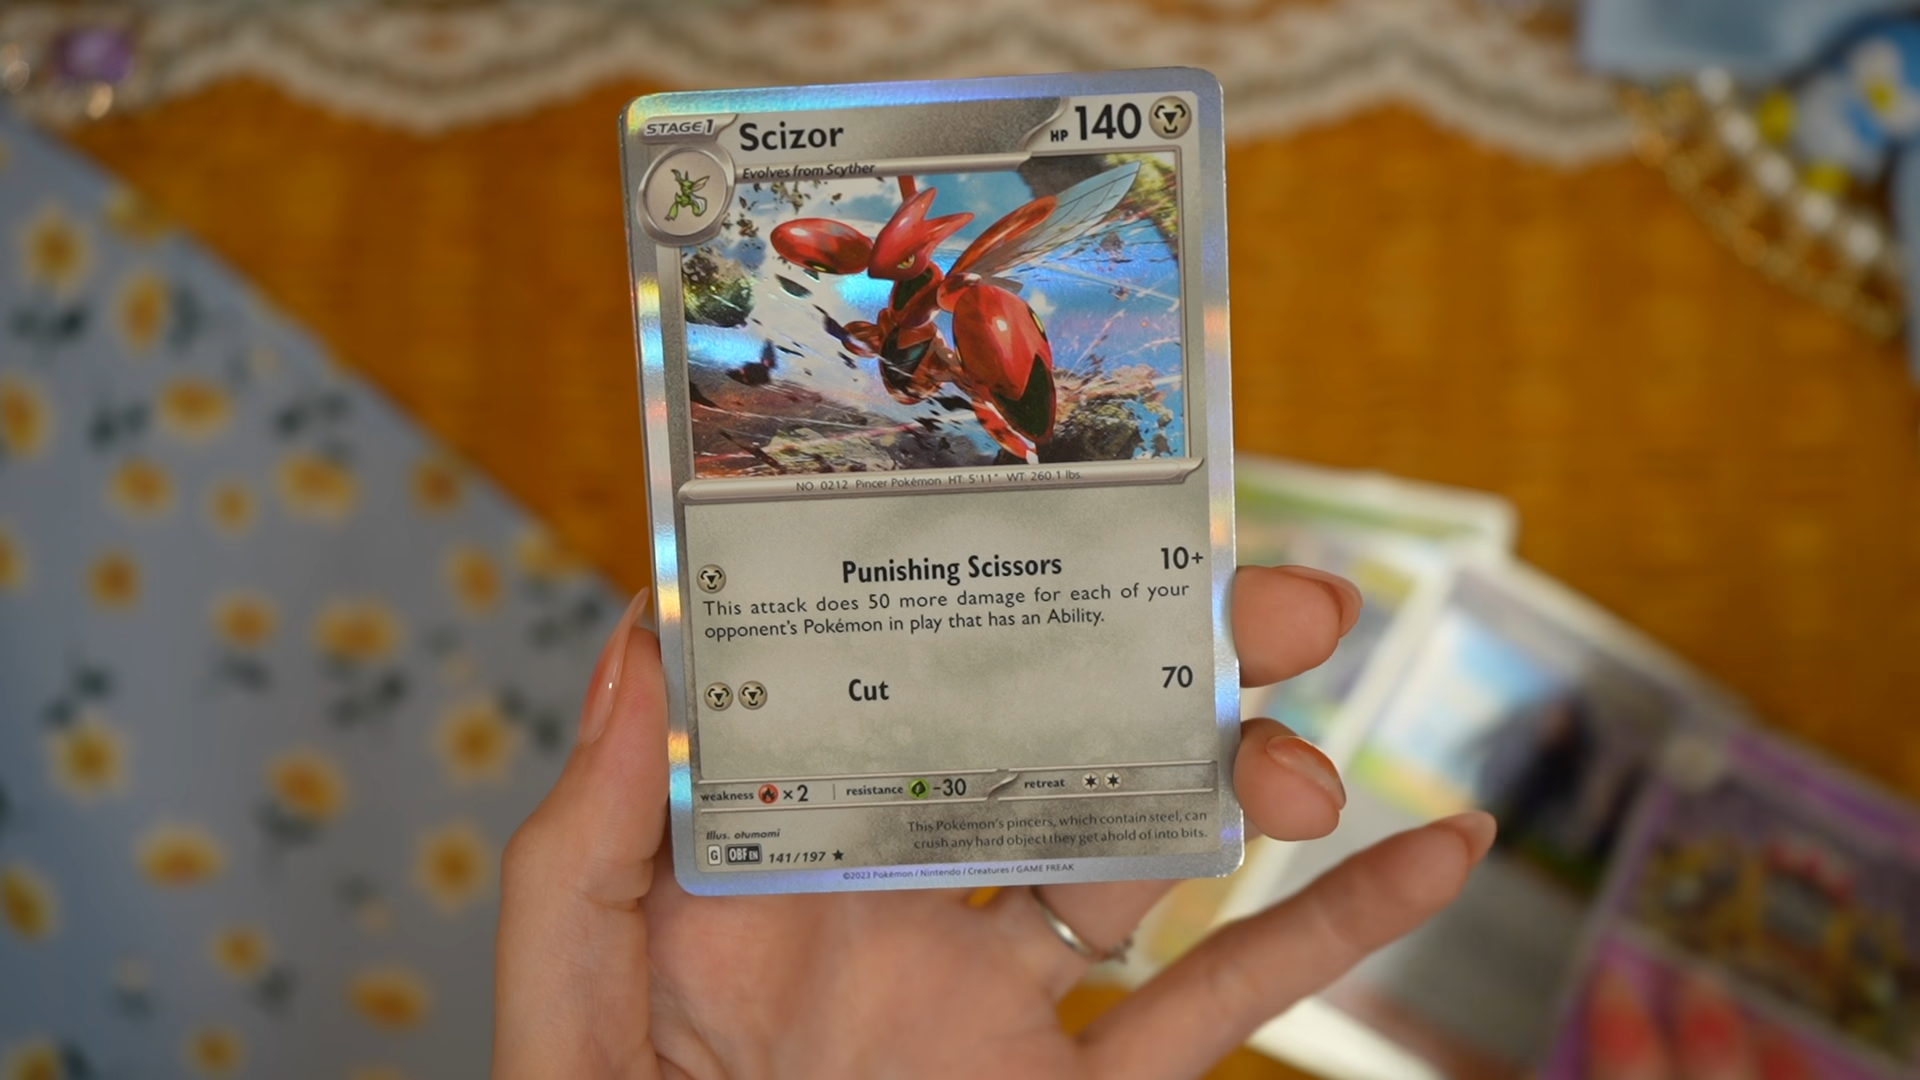 STAGE 1
Scizor
HP 140
Evolves from Scyther
NO. 0212 Pincer Pokémon HT: 5'11" WT: 260.1 lbs.
Punishing Scissors 10+
This attack does 50 more damage for each of your
opponent's Pokémon in play that has an Ability.
Cut 70
weakness ×2 resistance -30 retreat
Illus. otumami
This Pokémon's pincers, which contain steel, can
crush any hard object they get ahold of into bits.
G OBF EN 141/197 ★
©2023 Pokémon / Nintendo / Creatures / GAME FREAK